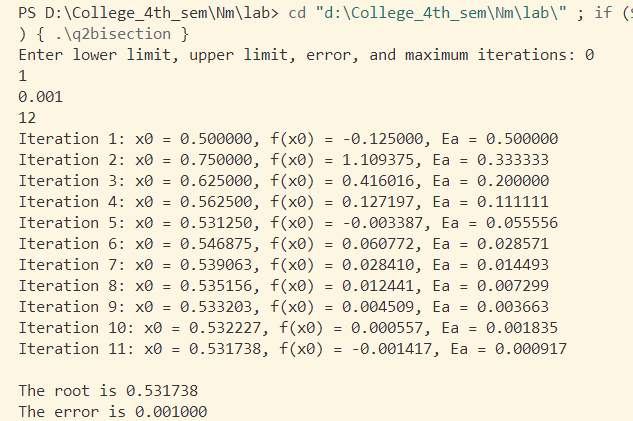 PS D:\College_4th_sem\Nm\lab> cd "d:\College_4th_sem\Nm\lab\" ; if (
) { .\q2bisection }
Enter lower limit, upper limit, error, and maximum iterations: 0
1
0.001
12
Iteration 1: x0 = 0.500000, f(x0) = -0.125000, Ea = 0.500000
Iteration 2: x0 = 0.750000, f(x0) = 1.109375, Ea = 0.333333
Iteration 3: x0 = 0.625000, f(x0) = 0.416016, Ea = 0.200000
Iteration 4: x0 = 0.562500, f(x0) = 0.127197, Ea = 0.111111
Iteration 5: x0 = 0.531250, f(x0) = -0.003387, Ea = 0.055556
Iteration 6: x0 = 0.546875, f(x0) = 0.060772, Ea = 0.028571
Iteration 7: x0 = 0.539063, f(x0) = 0.028410, Ea = 0.014493
Iteration 8: x0 = 0.535156, f(x0) = 0.012441, Ea = 0.007299
Iteration 9: x0 = 0.533203, f(x0) = 0.004509, Ea = 0.003663
Iteration 10: x0 = 0.532227, f(x0) = 0.000557, Ea = 0.001835
Iteration 11: x0 = 0.531738, f(x0) = -0.001417, Ea = 0.000917
The root is 0.531738
The error is 0.001000